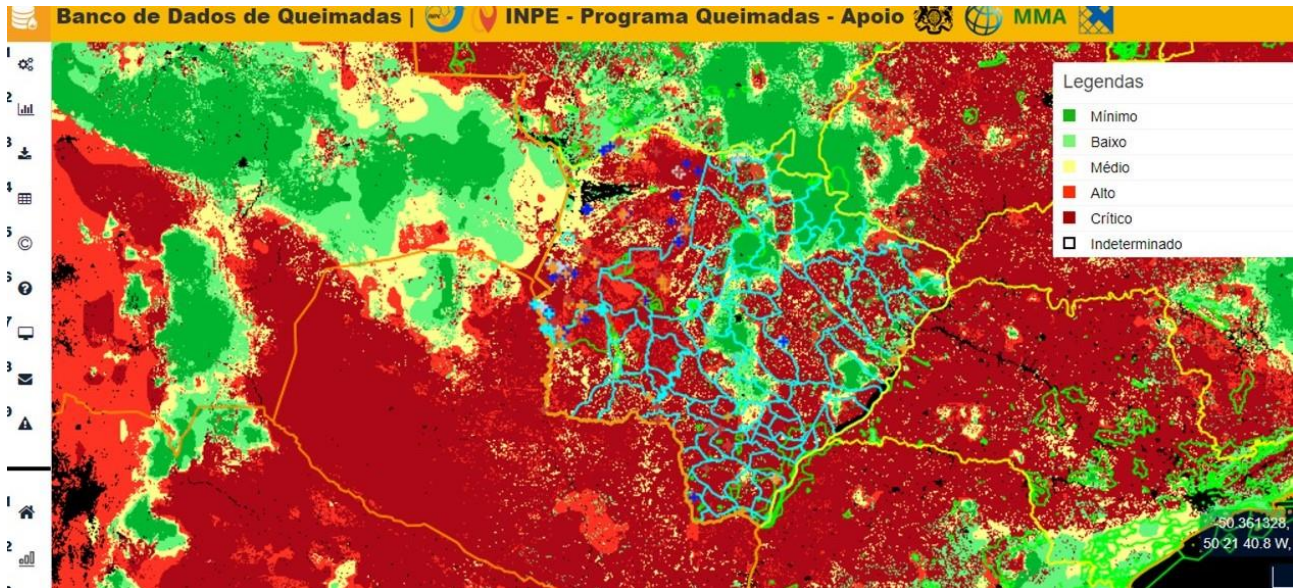 Banco de Dados de Queimadas | INPE INPE - Programa Queimadas - Apoio MMA
Legendas
Mínimo
Baixo
Médio
Alto
Crítico
Indeterminado
-50.361328,
50 21 40.8 W,